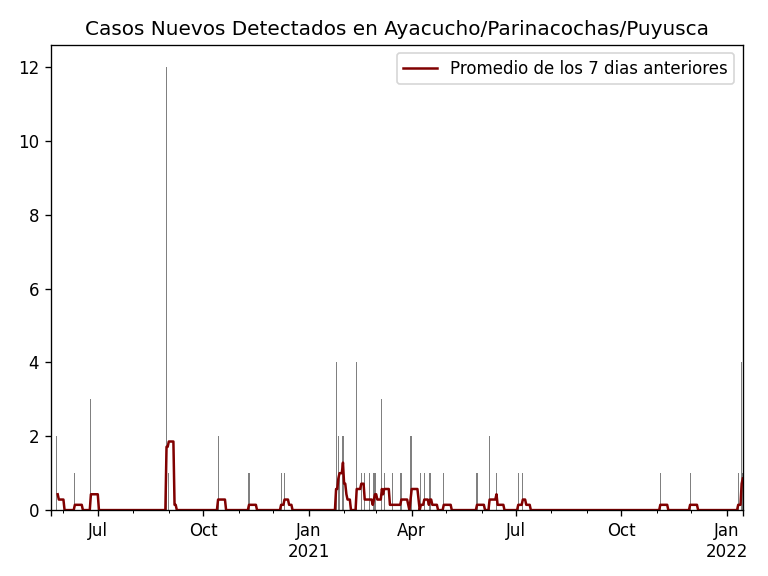 Casos Nuevos Detectados en Ayacucho/Parinacochas/Puyusca
Promedio de los 7 dias anteriores
12
10
8
6
4
2
0
Jul
Oct
Jan
2021
Apr
Jul
Oct
Jan
2022